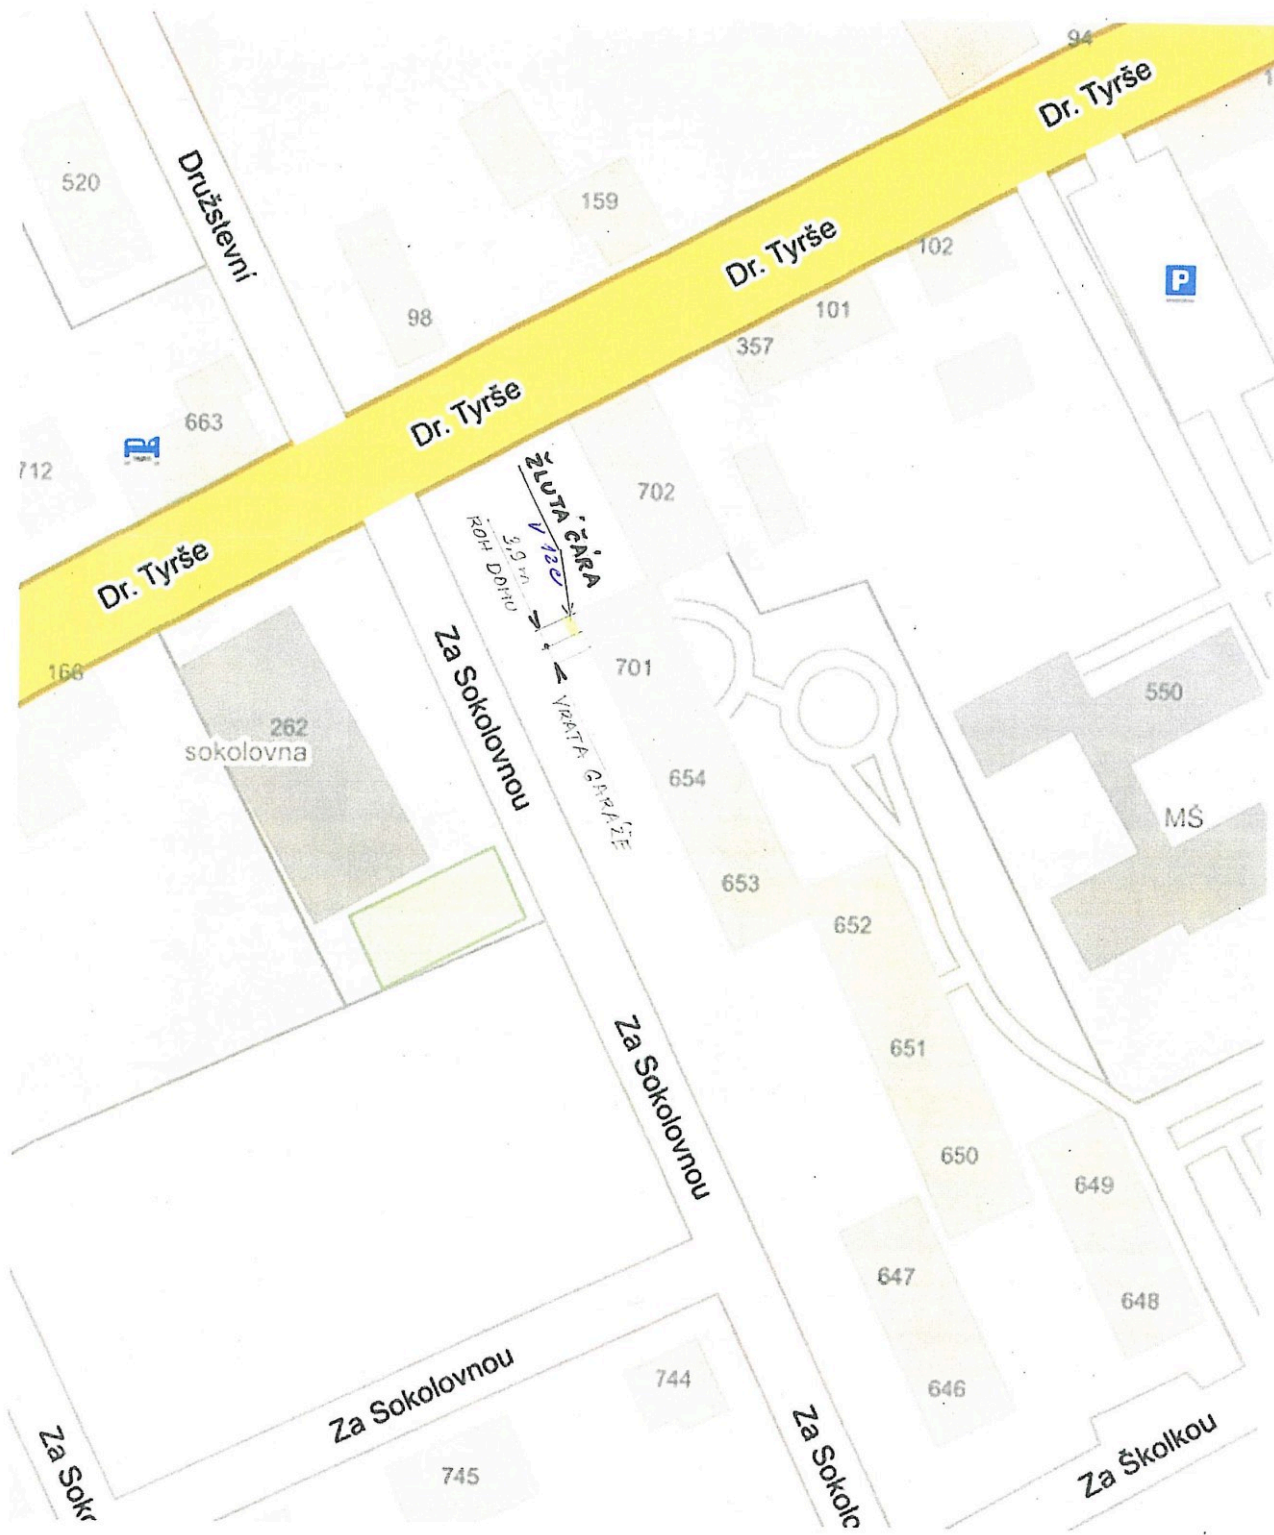 94
Dr. Tyrše
Družstevní
520
159
Dr. Tyrše
102
P
98
101
357
663
Dr. Tyrše
712
702
ŽLUTÁ ČÁRA
V 12c
3,9 m
ROH DOMU
Dr. Tyrše
166
Za Sokolovnou
701
550
262
sokolovna
VRATA GARÁŽE
654
MŠ
653
652
Za Sokolovnou
651
650
649
647
648
Za Sokolovnou
744
646
Za Sokolo
Za Školkou
Za Soko
745